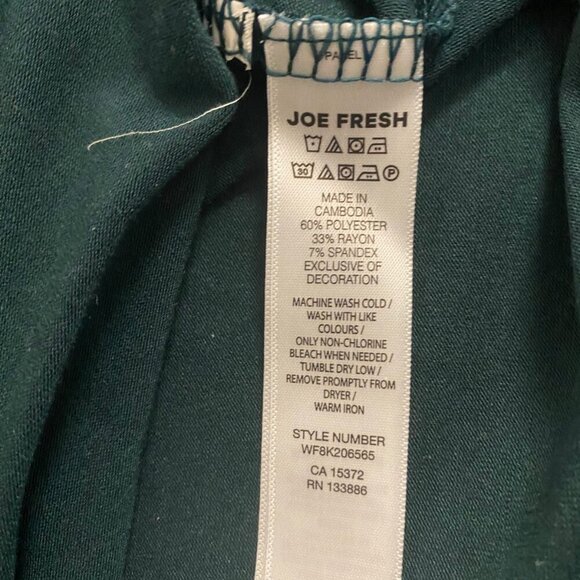 JOE FRESH
30 P
MADE IN
CAMBODIA
60% POLYESTER
33% RAYON
7% SPANDEX
EXCLUSIVE OF
DECORATION
MACHINE WASH COLD /
WASH WITH LIKE
COLOURS /
ONLY NON-CHLORINE
BLEACH WHEN NEEDED /
TUMBLE DRY LOW /
REMOVE PROMPTLY FROM
DRYER /
WARM IRON
STYLE NUMBER
WF8K206565
CA 15372
RN 133886